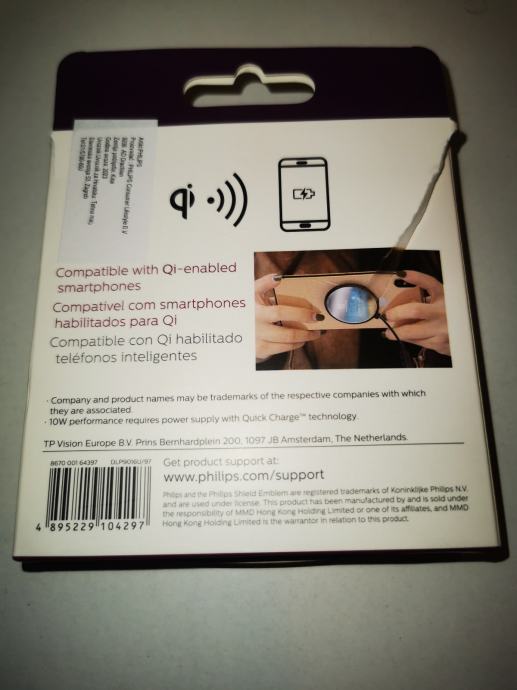 qi
Compatible with Qi-enabled
smartphones
Compatível com smartphones
habilitados para Qi
Compatible con Qi habilitado
teléfonos inteligentes
· Company and product names may be trademarks of the respective companies with which
they are associated.
· 10W performance requires power supply with Quick Charge™ technology.
TP Vision Europe B.V. Prins Bernhardplein 200, 1097 JB Amsterdam, The Netherlands.
8670 001 64397 DLP9016U/97
4 895229 104297
Get product support at:
www.philips.com/support
Philips and the Philips Shield Emblem are registered trademarks of Koninklijke Philips N.V.
and are used under license. This product has been manufactured by and is sold under
the responsibility of MMD Hong Kong Holding Limited or one of its affiliates, and MMD
Hong Kong Holding Limited is the warrantor in relation to this product.